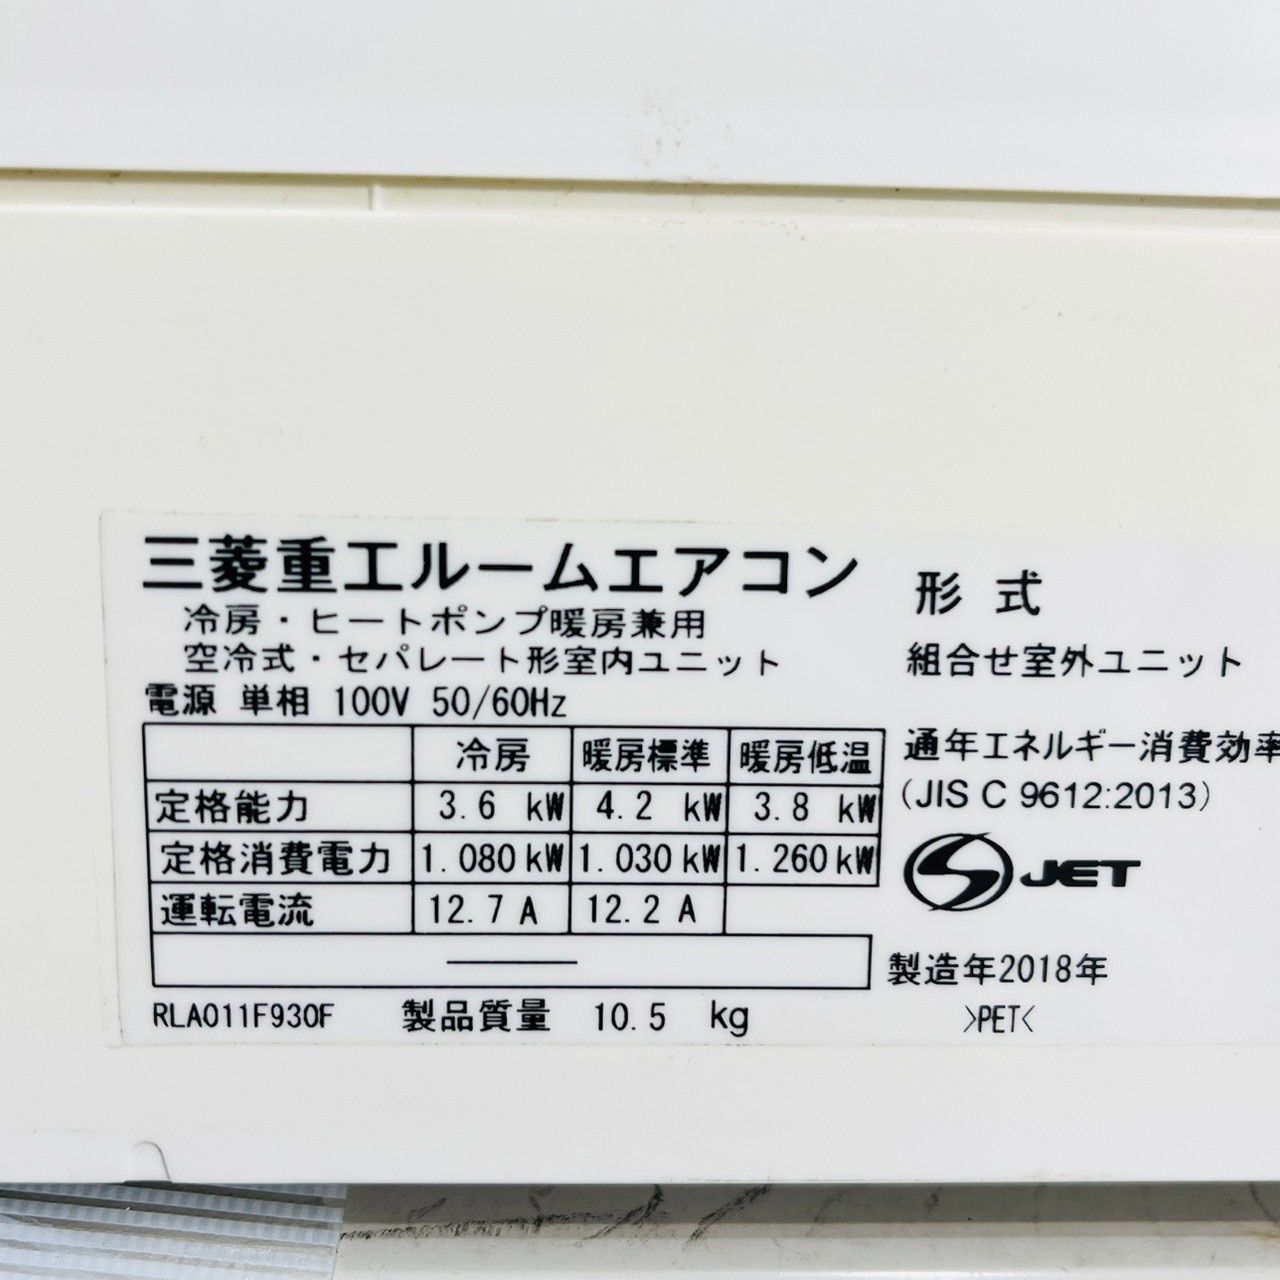 三菱重工ルームエアコン
冷房・ヒートポンプ暖房兼用
空冷式・セパレート形室内ユニット
電源 単相 100V 50/60Hz
冷房 暖房標準 暖房低温
定格能力 3.6 kW 4.2 kW 3.8 kW
定格消費電力 1.080 kW 1.030 kW 1.260 kW
運転電流 12.7 A 12.2 A
RLA011F930F 製品質量 10.5 kg
形式
組合せ室外ユニット
通年エネルギー消費効率
(JIS C 9612:2013)
JET
製造年2018年
>PET<